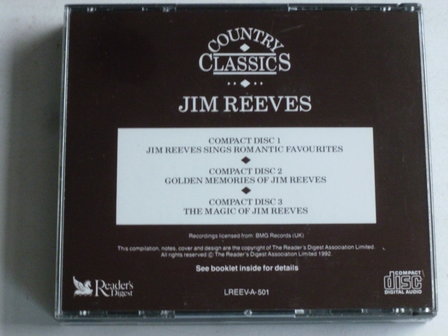 COUNTRY
CLASSICS
JIM REEVES
COMPACT DISC 1
JIM REEVES SINGS ROMANTIC FAVOURITES
COMPACT DISC 2
GOLDEN MEMORIES OF JIM REEVES
COMPACT DISC 3
THE MAGIC OF JIM REEVES
Recordings licensed from: BMG Records (UK)
This compilation, notes, cover and design are the copyright of The Reader's Digest Association Limited.
All rights reserved © The Reader's Digest Association Limited 1992.
See booklet inside for details
Reader's
Digest
LREEV-A-501
COMPACT
disc
DIGITAL AUDIO